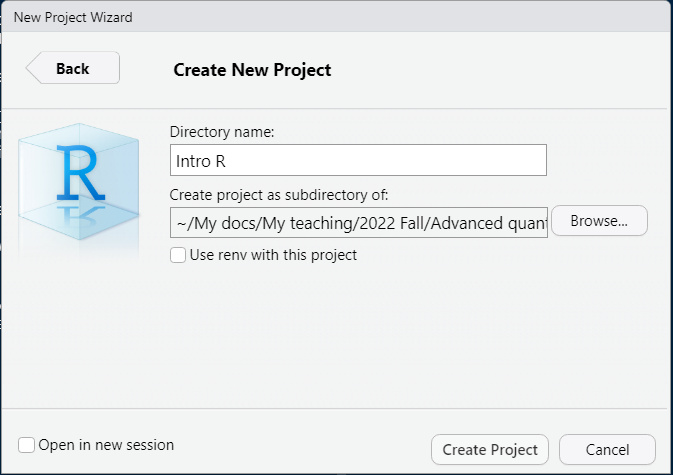 New Project Wizard
Back
Create New Project
R
Directory name:
Intro R
Create project as subdirectory of:
~/My docs/My teaching/2022 Fall/Advanced quant
Browse...
Use renv with this project
Open in new session
Create Project
Cancel